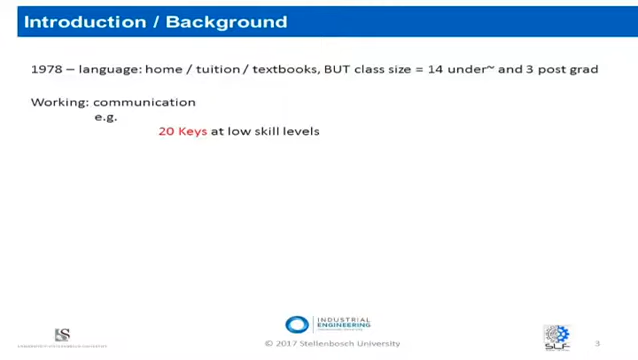 Introduction / Background
1978 – language: home / tuition / textbooks, BUT class size = 14 under~ and 3 post grad
Working: communication
e.g.
20 Keys at low skill levels
INDUSTRIAL
ENGINEERING
SLF
© 2017 Stellenbosch University
3